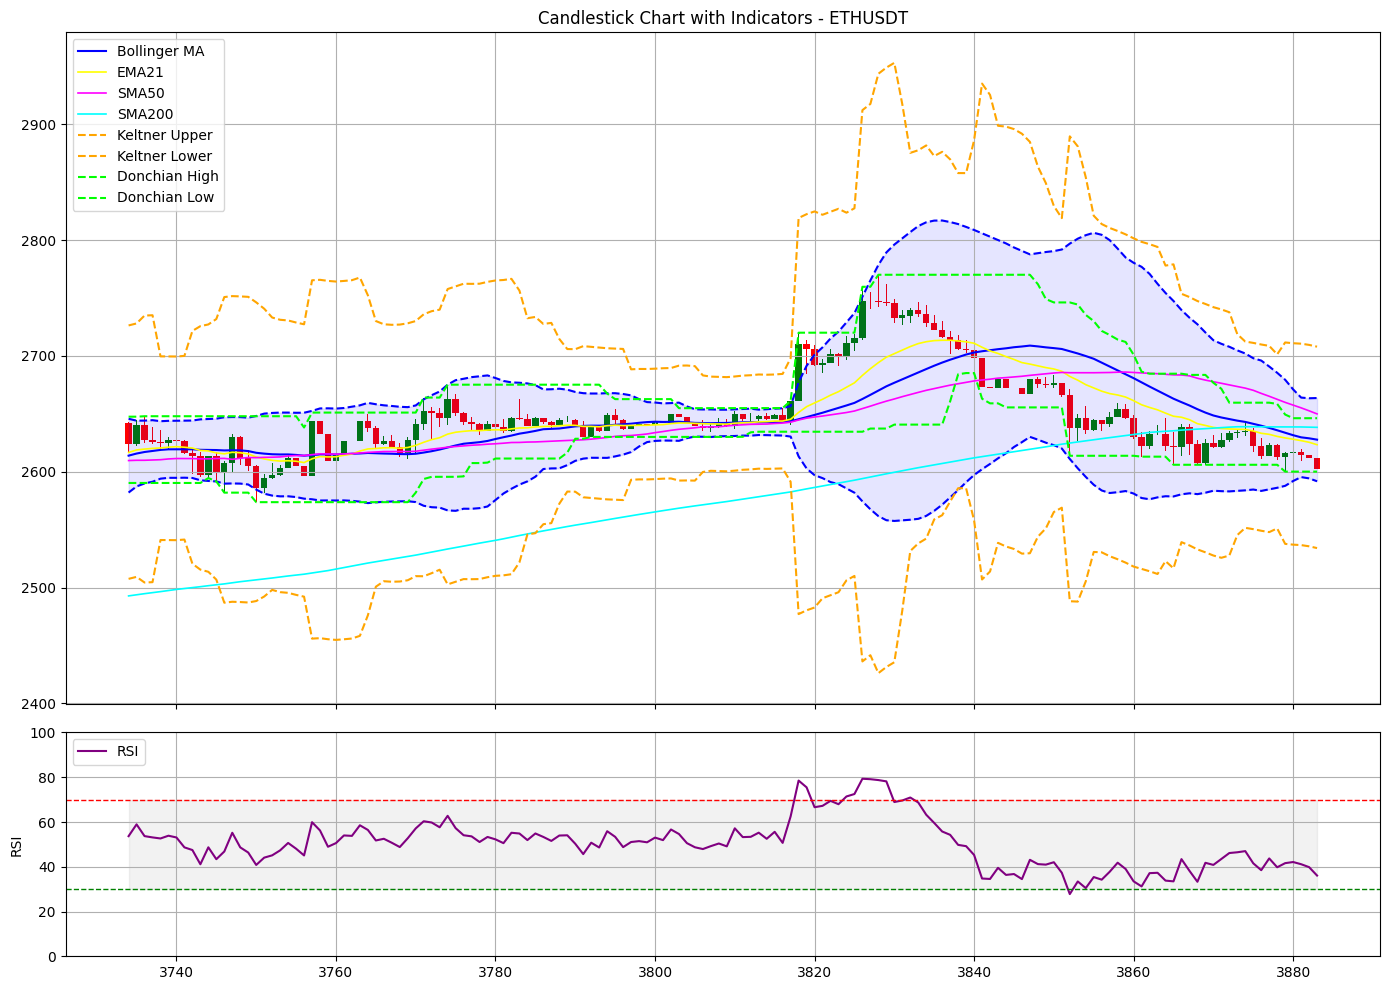 Candlestick Chart with Indicators - ETHUSDT
Bollinger MA
EMA21
SMA50
SMA200
Keltner Upper
Keltner Lower
Donchian High
Donchian Low
2900
2800
2700
2600
2500
2400
RSI
100
80
60
40
20
0
RSI
3740
3760
3780
3800
3820
3840
3860
3880